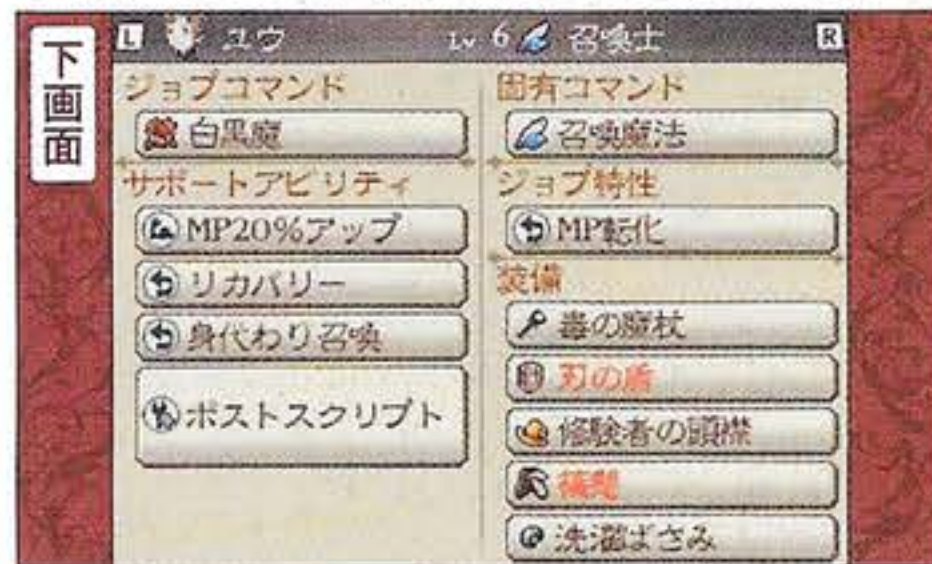 下画面
L ユウ Lv 6 召喚士 R
ジョブコマンド
白黒魔
サポートアビリティ
MP20%アップ
リカバリー
身代わり召喚
ポストスクリプト
固有コマンド
召喚魔法
ジョブ特性
MP転化
装備
毒の魔杖
刃の盾
修験者の頭襟
洗濯ばさみ